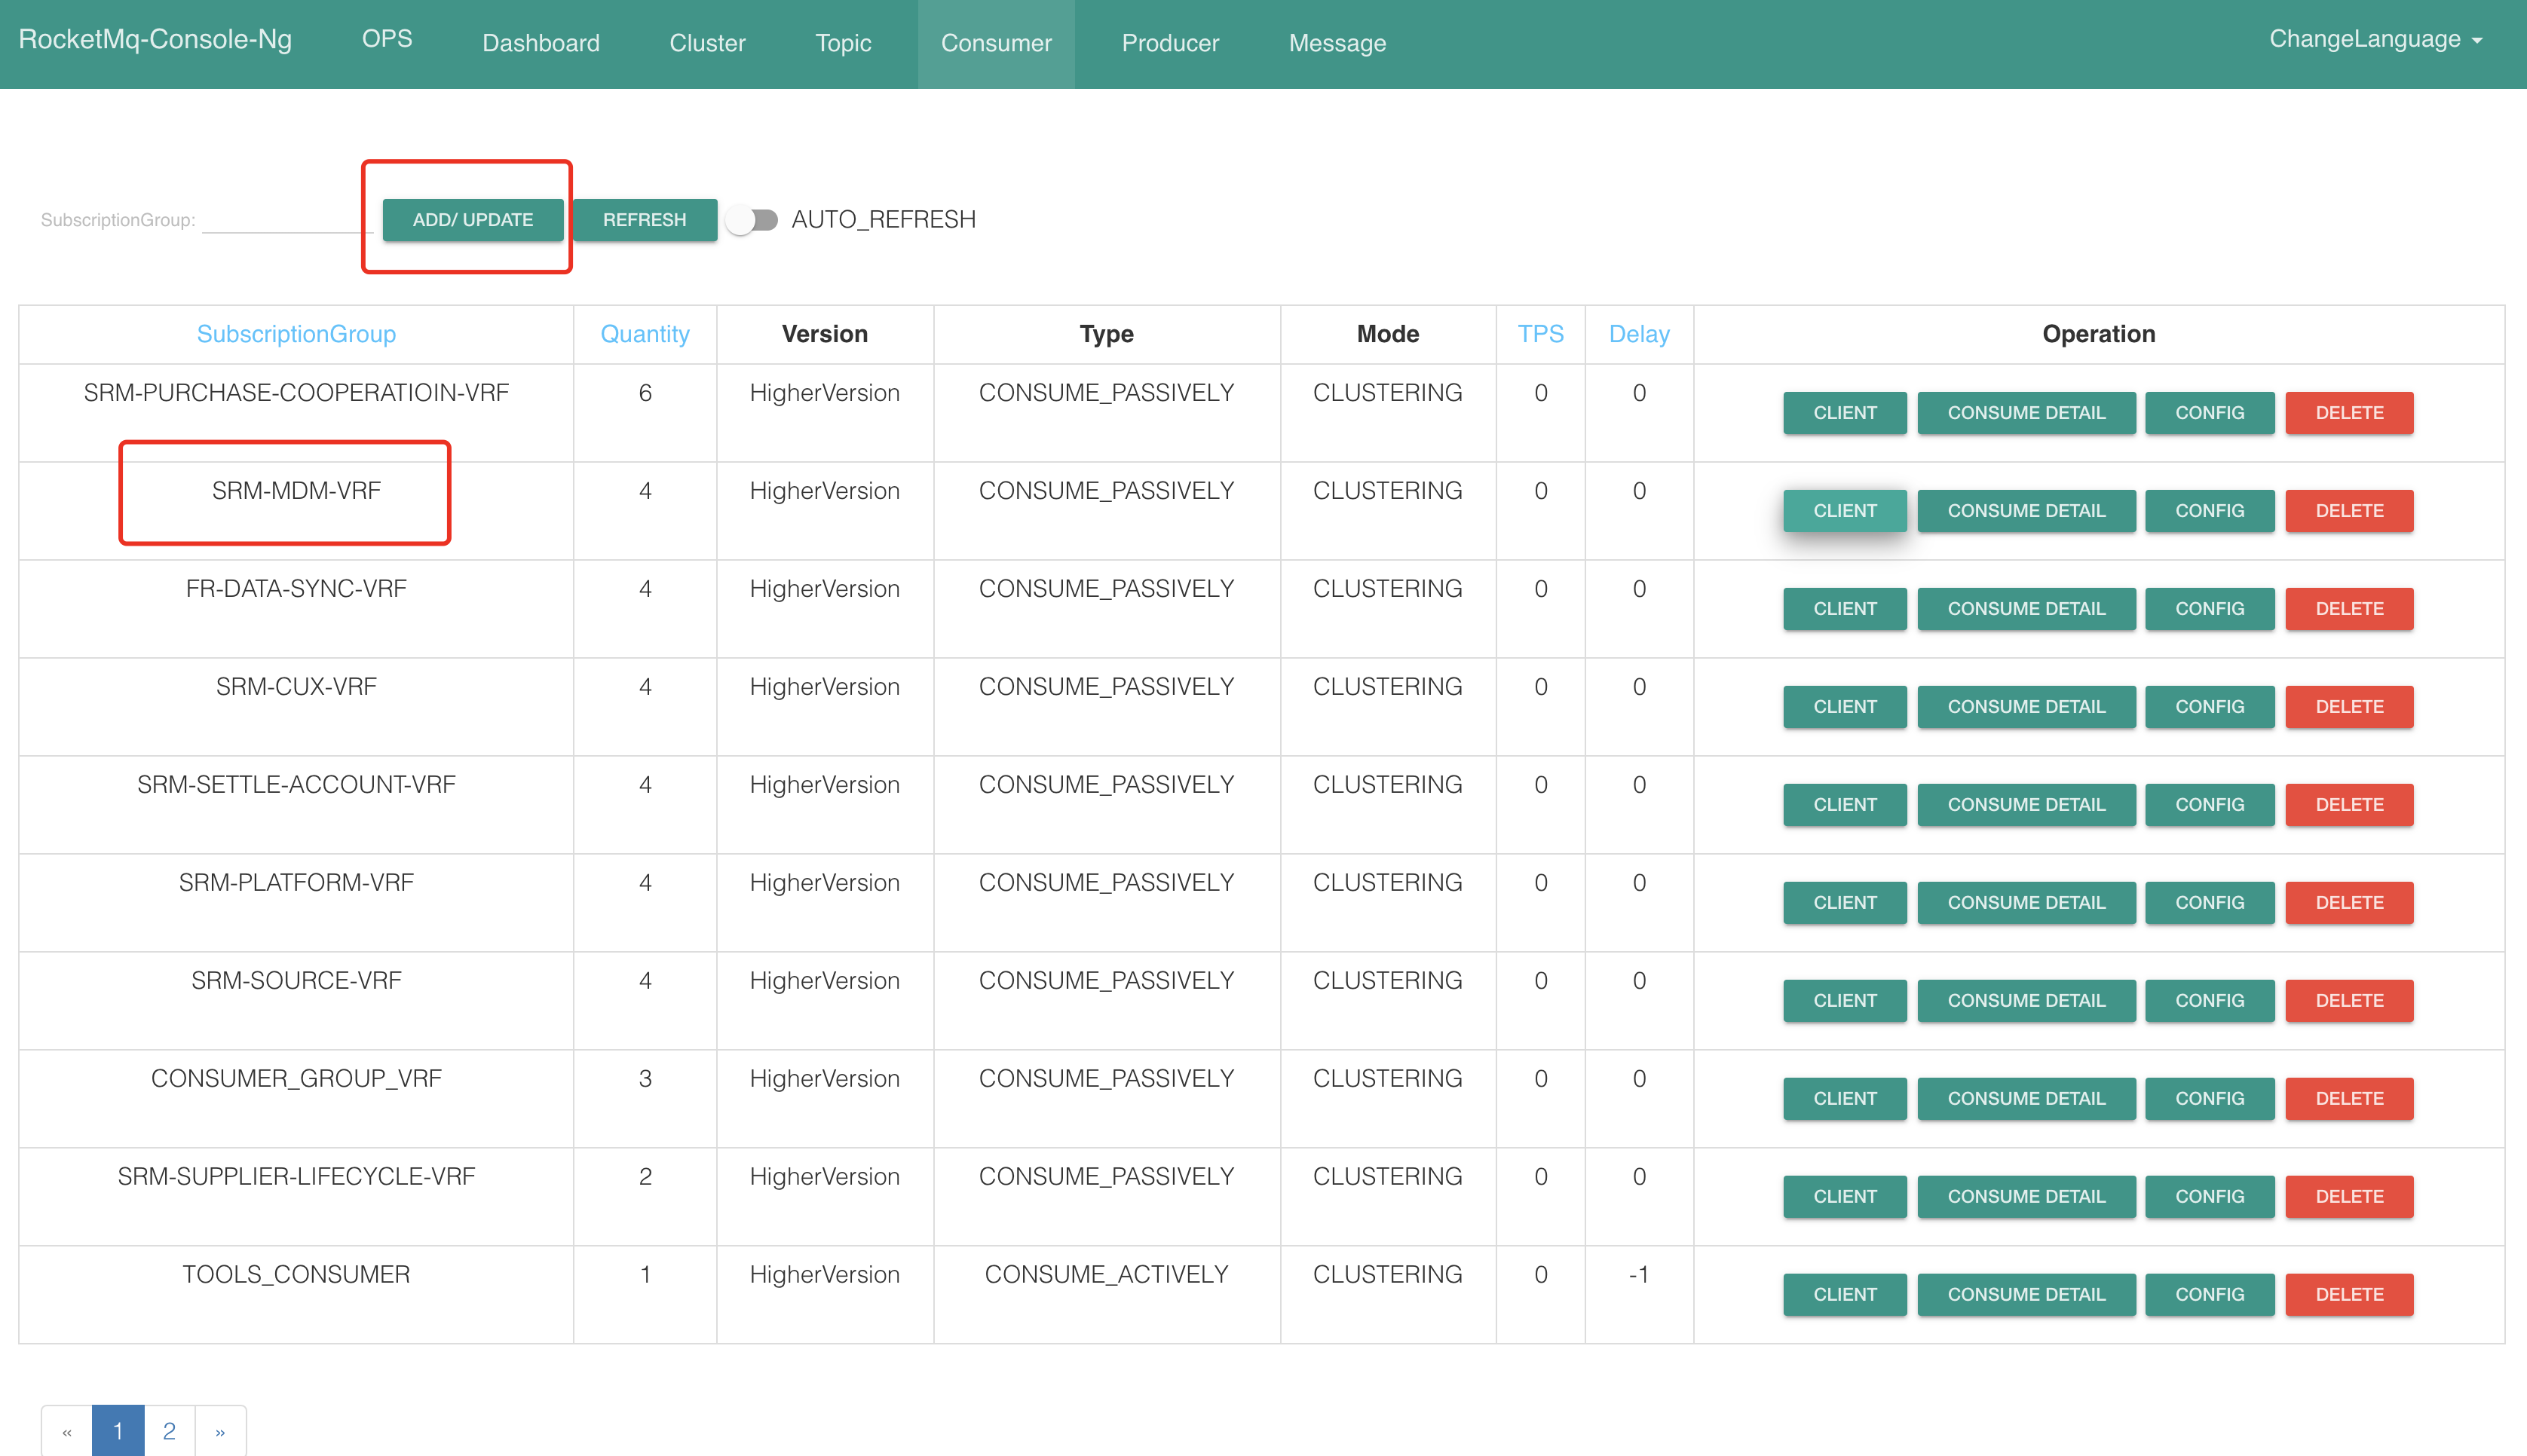 RocketMq-Console-Ng OPS Dashboard Cluster Topic Consumer Producer Message ChangeLanguage
SubscriptionGroup: ADD/ UPDATE REFRESH AUTO_REFRESH
SubscriptionGroup Quantity Version Type Mode TPS Delay Operation
SRM-PURCHASE-COOPERATIOIN-VRF 6 HigherVersion CONSUME_PASSIVELY CLUSTERING 0 0 CLIENT CONSUME DETAIL CONFIG DELETE
SRM-MDM-VRF 4 HigherVersion CONSUME_PASSIVELY CLUSTERING 0 0 CLIENT CONSUME DETAIL CONFIG DELETE
FR-DATA-SYNC-VRF 4 HigherVersion CONSUME_PASSIVELY CLUSTERING 0 0 CLIENT CONSUME DETAIL CONFIG DELETE
SRM-CUX-VRF 4 HigherVersion CONSUME_PASSIVELY CLUSTERING 0 0 CLIENT CONSUME DETAIL CONFIG DELETE
SRM-SETTLE-ACCOUNT-VRF 4 HigherVersion CONSUME_PASSIVELY CLUSTERING 0 0 CLIENT CONSUME DETAIL CONFIG DELETE
SRM-PLATFORM-VRF 4 HigherVersion CONSUME_PASSIVELY CLUSTERING 0 0 CLIENT CONSUME DETAIL CONFIG DELETE
SRM-SOURCE-VRF 4 HigherVersion CONSUME_PASSIVELY CLUSTERING 0 0 CLIENT CONSUME DETAIL CONFIG DELETE
CONSUMER_GROUP_VRF 3 HigherVersion CONSUME_PASSIVELY CLUSTERING 0 0 CLIENT CONSUME DETAIL CONFIG DELETE
SRM-SUPPLIER-LIFECYCLE-VRF 2 HigherVersion CONSUME_PASSIVELY CLUSTERING 0 0 CLIENT CONSUME DETAIL CONFIG DELETE
TOOLS_CONSUMER 1 HigherVersion CONSUME_ACTIVELY CLUSTERING 0 -1 CLIENT CONSUME DETAIL CONFIG DELETE
« 1 2 »